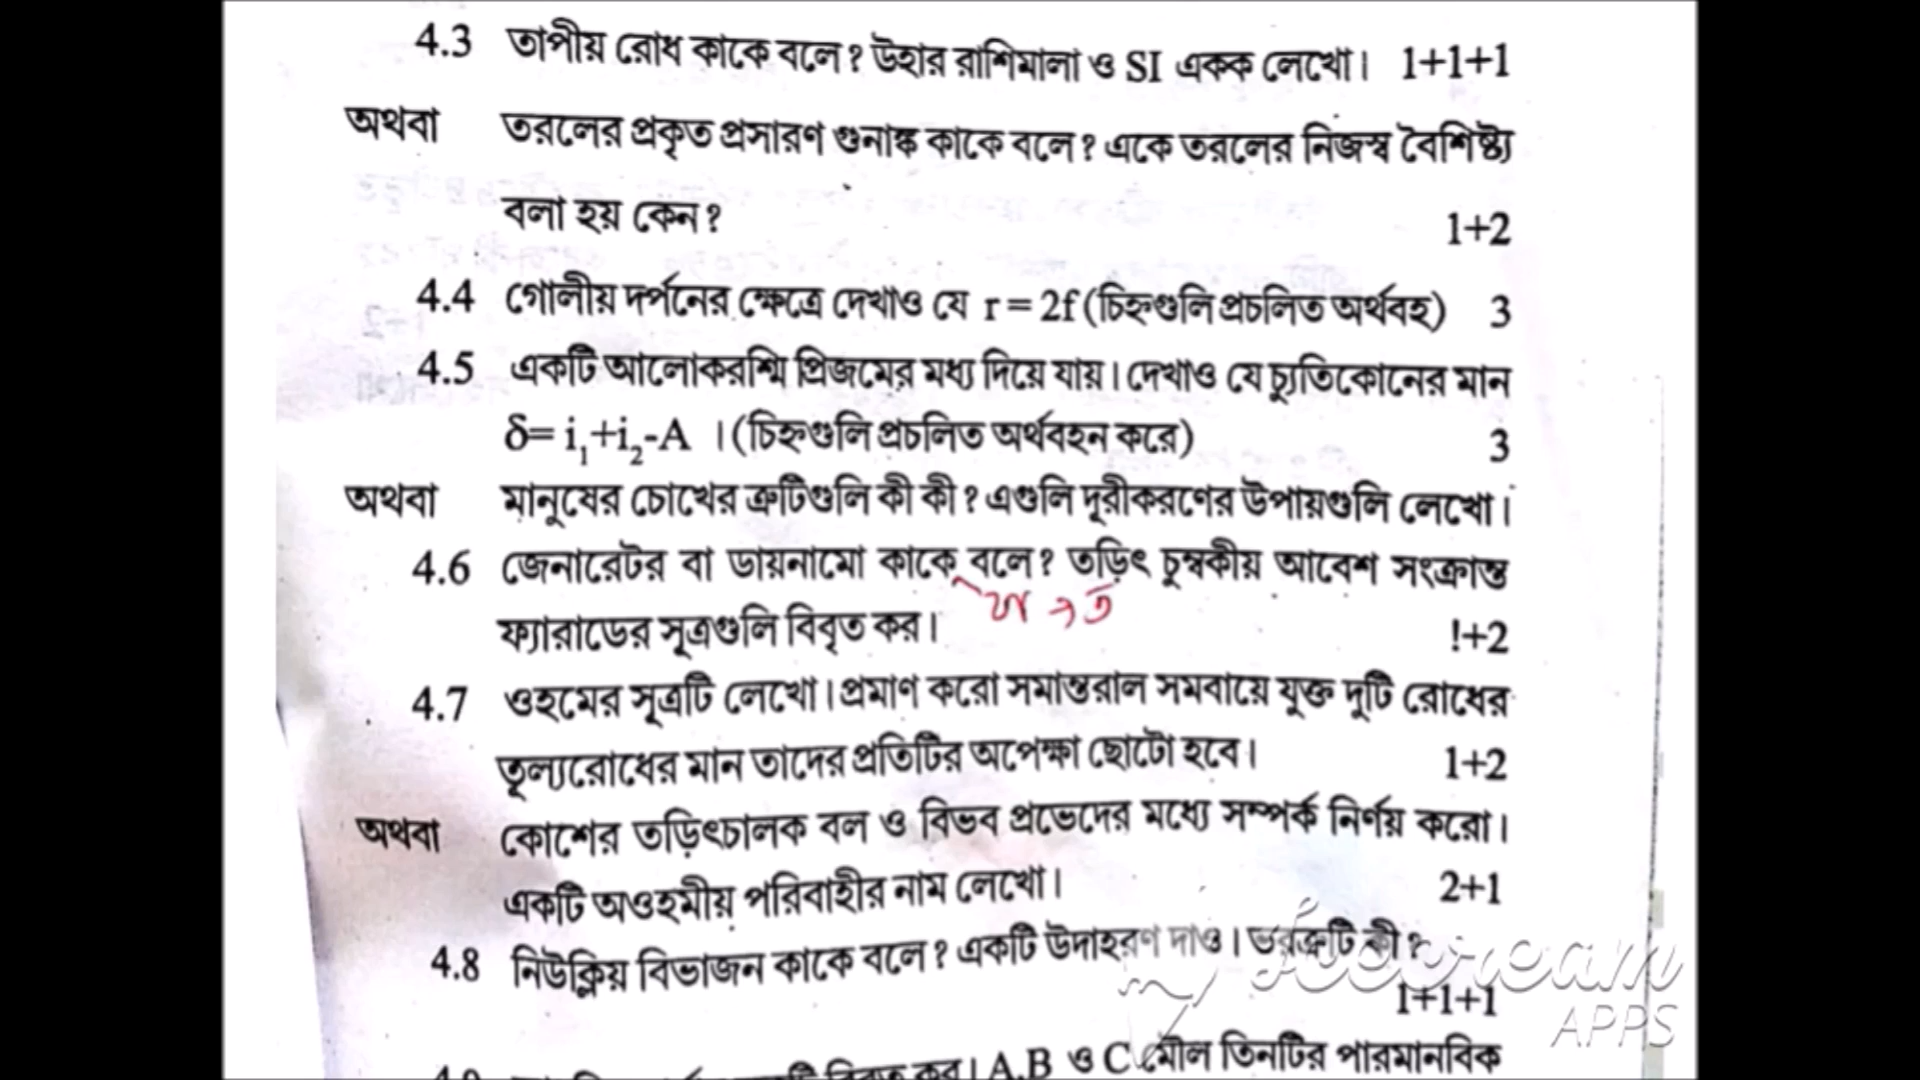 4.3 তাপীয় রোধ কাকে বলে? উহার রাশিমালা ও SI একক লেখো। 1+1+1
অথবা তরলের প্রকৃত প্রসারণ গুনাঙ্ক কাকে বলে? একে তরলের নিজস্ব বৈশিষ্ট্য
বলা হয় কেন? 1+2
4.4 গোলীয় দর্পনের ক্ষেত্রে দেখাও যে r = 2f (চিহ্নগুলি প্রচলিত অর্থবহ) 3
4.5 একটি আলোকরশ্মি প্রিজমের মধ্য দিয়ে যায়। দেখাও যে চ্যুতিকোনের মান
δ= i₁+i₂-A । (চিহ্নগুলি প্রচলিত অর্থবহন করে) 3
অথবা মানুষের চোখের ত্রুটিগুলি কী কী? এগুলি দূরীকরণের উপায়গুলি লেখো।
4.6 জেনারেটর বা ডায়নামো কাকে বলে? তড়িৎ চুম্বকীয় আবেশ সংক্রান্ত
ফ্যারাডের সূত্রগুলি বিবৃত কর। !+2
4.7 ওহমের সূত্রটি লেখো। প্রমাণ করো সমান্তরাল সমবায়ে যুক্ত দুটি রোধের
তূল্যরোধের মান তাদের প্রতিটির অপেক্ষা ছোটো হবে। 1+2
অথবা কোশের তড়িৎচালক বল ও বিভব প্রভেদের মধ্যে সম্পর্ক নির্ণয় করো।
একটি অওহমীয় পরিবাহীর নাম লেখো। 2+1
4.8 নিউক্লিয় বিভাজন কাকে বলে? একটি উদাহরণ দাও। ভরত্রুটি কী?
1+1+1
Icecream
APPS
বিবৃত কর। A,B ও C মৌল তিনটির পারমানবিক